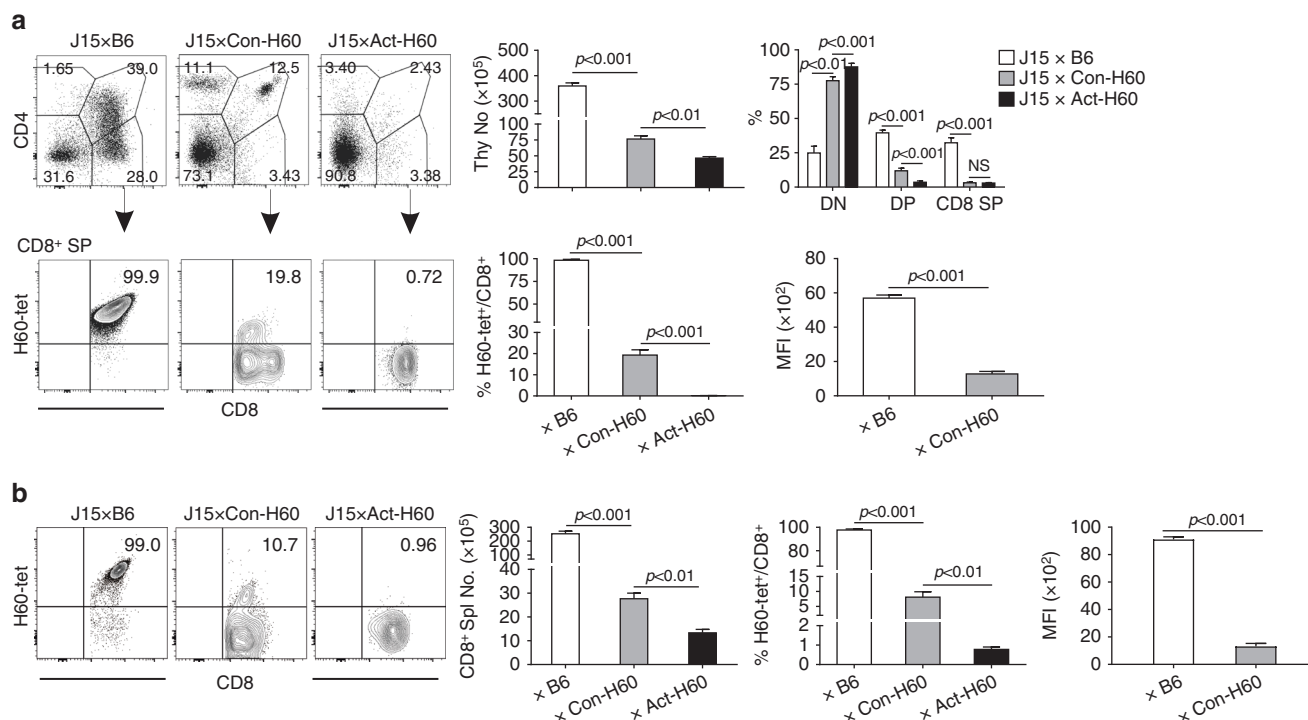 a
J15×B6
J15×Con-H60
J15×Act-H60
1.65
39.0
11.1
12.5
3.40
2.43
CD4
31.6
28.0
73.1
3.43
90.8
3.38
CD8⁺ SP
99.9
19.8
0.72
H60-tet
CD8
Thy No (×10⁵)
500
400
300
100
75
50
25
0
p<0.001
p<0.01
%
100
75
50
25
0
p<0.001
p<0.01
p<0.001
p<0.001
p<0.001
NS
DN
DP
CD8 SP
J15 × B6
J15 × Con-H60
J15 × Act-H60
% H60-tet⁺/CD8⁺
100
75
50
30
20
10
0
p<0.001
p<0.001
× B6
× Con-H60
× Act-H60
MFI (×10²)
80
60
40
20
0
p<0.001
× B6
× Con-H60
b
J15×B6
J15×Con-H60
J15×Act-H60
99.0
10.7
0.96
H60-tet
CD8
CD8⁺ Spl No. (×10⁵)
300
200
100
40
30
20
10
0
p<0.001
p<0.01
× B6
× Con-H60
× Act-H60
% H60-tet⁺/CD8⁺
100
80
15
10
5
2
1
0
p<0.001
p<0.01
× B6
× Con-H60
× Act-H60
MFI (×10²)
100
80
60
40
20
0
p<0.001
× B6
× Con-H60